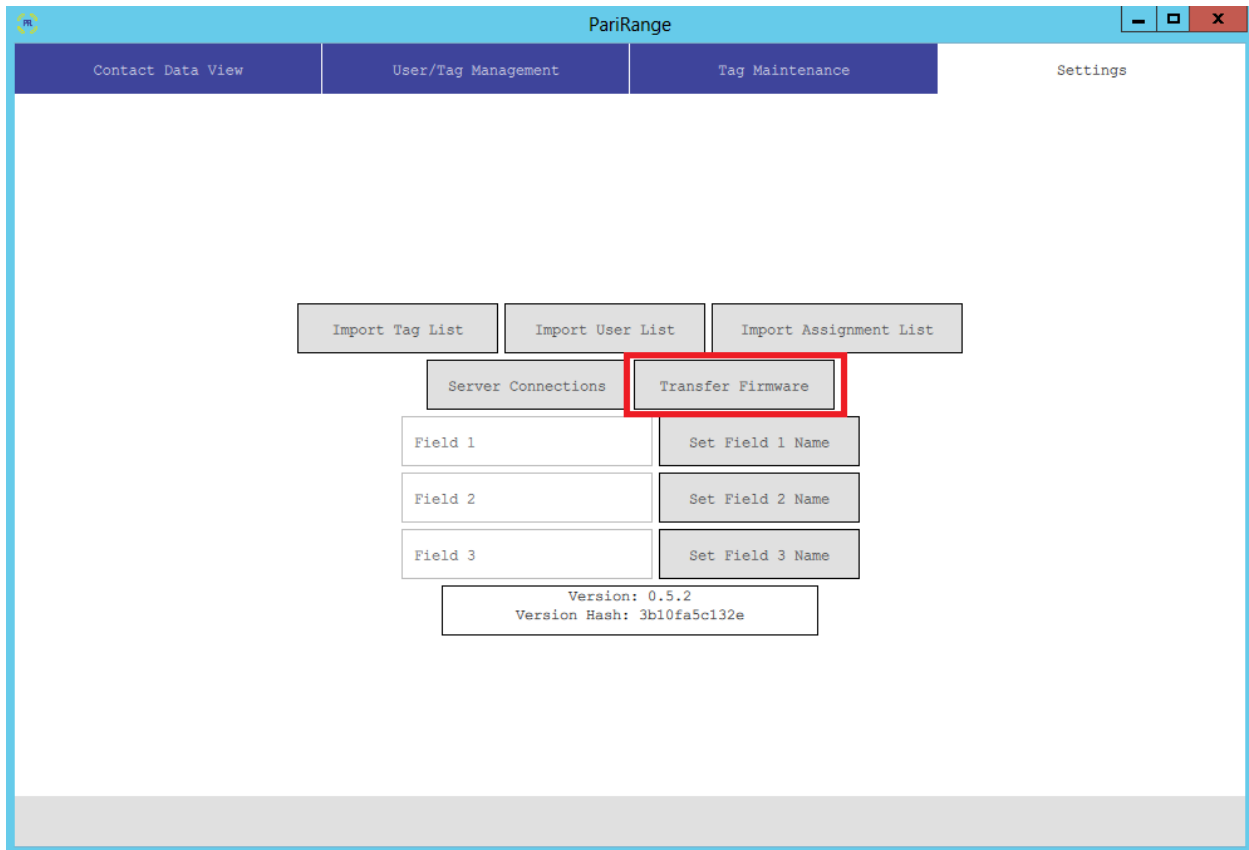 PariRange
Contact Data View
User/Tag Management
Tag Maintenance
Settings
Import Tag List
Import User List
Import Assignment List
Server Connections
Transfer Firmware
Field 1
Set Field 1 Name
Field 2
Set Field 2 Name
Field 3
Set Field 3 Name
Version: 0.5.2
Version Hash: 3b10fa5c132e